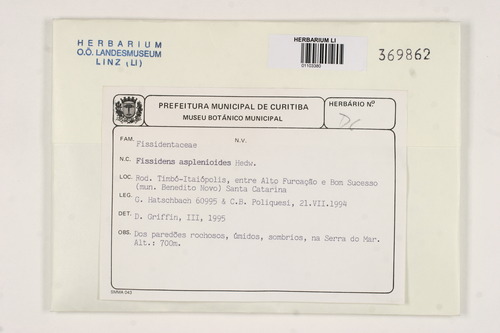 HERBARIUM
O.Ö. LANDESMUSEUM
LINZ (LI)
HERBARIUM LI
369862
PREFEITURA MUNICIPAL DE CURITIBA
MUSEU BOTÂNICO MUNICIPAL
HERBÁRIO Nº
FAM. Fissidentaceae N.V.
N.C. Fissidens asplenioides Hedw.
LOC. Rod. Timbó-Itaiópolis, entre Alto Furcação e Bom Sucesso
(mun. Benedito Novo) Santa Catarina
LEG. G. Hatschbach 60995 & C.B. Poliquesi, 21.VII.1994
DET. D. Griffin, III, 1995
OBS. Dos paredões rochosos, úmidos, sombrios, na Serra do Mar.
Alt.: 700m.